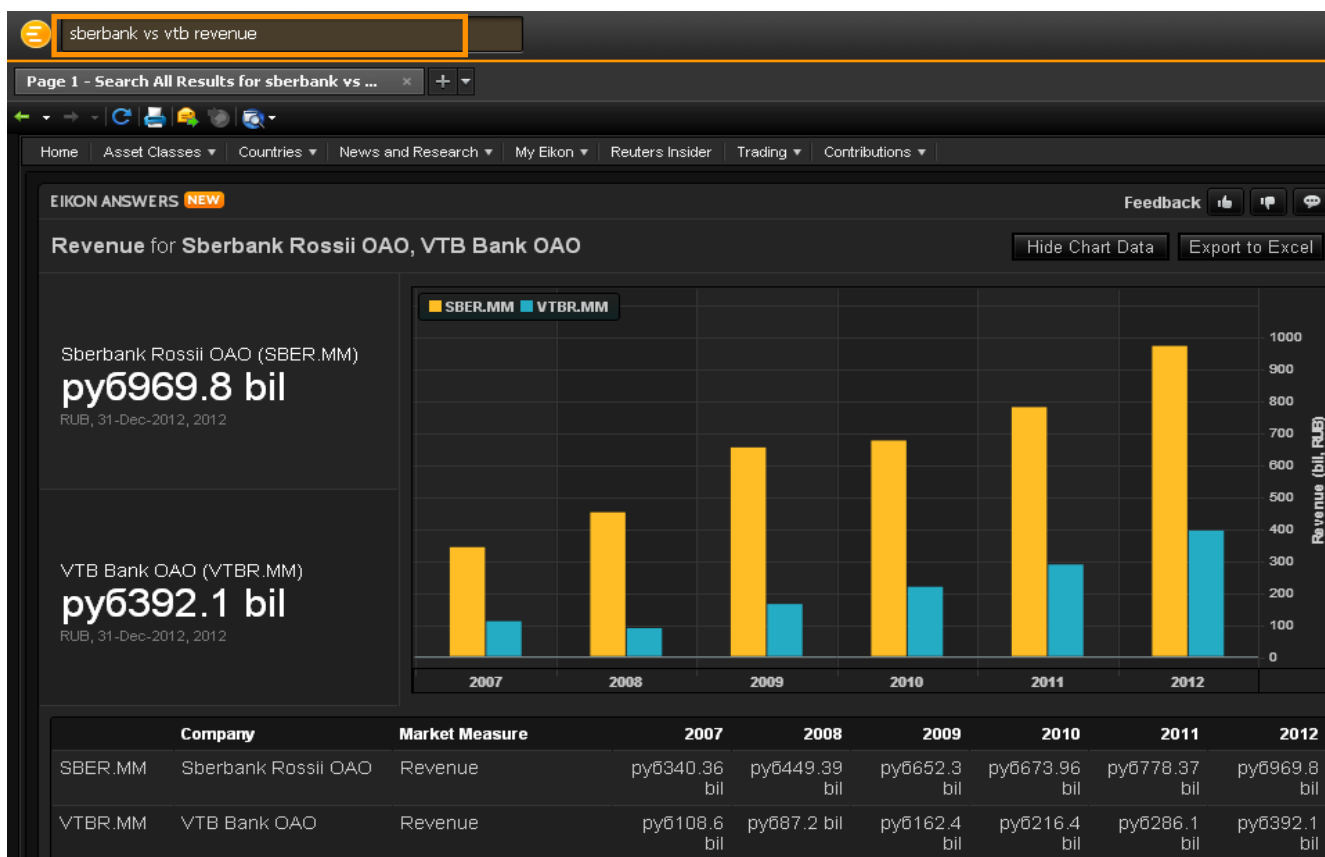 sberbank vs vtb revenue
Page 1 - Search All Results for sberbank vs ...
Home Asset Classes Countries News and Research My Eikon Reuters Insider Trading Contributions
EIKON ANSWERS NEW
Feedback
Revenue for Sberbank Rossii OAO, VTB Bank OAO
Hide Chart Data Export to Excel
Sberbank Rossii OAO (SBER.MM)
руб969.8 bil
RUB, 31-Dec-2012, 2012
VTB Bank OAO (VTBR.MM)
руб392.1 bil
RUB, 31-Dec-2012, 2012
SBER.MM VTBR.MM
1000
900
800
700
600
500
400
300
200
100
0
Revenue (bil, RUB)
2007 2008 2009 2010 2011 2012
Company Market Measure 2007 2008 2009 2010 2011 2012
SBER.MM Sberbank Rossii OAO Revenue руб340.36 руб449.39 руб652.3 руб673.96 руб778.37 руб969.8
bil bil bil bil bil bil
VTBR.MM VTB Bank OAO Revenue руб108.6 руб87.2 bil руб162.4 руб216.4 руб286.1 руб392.1
bil bil bil bil bil